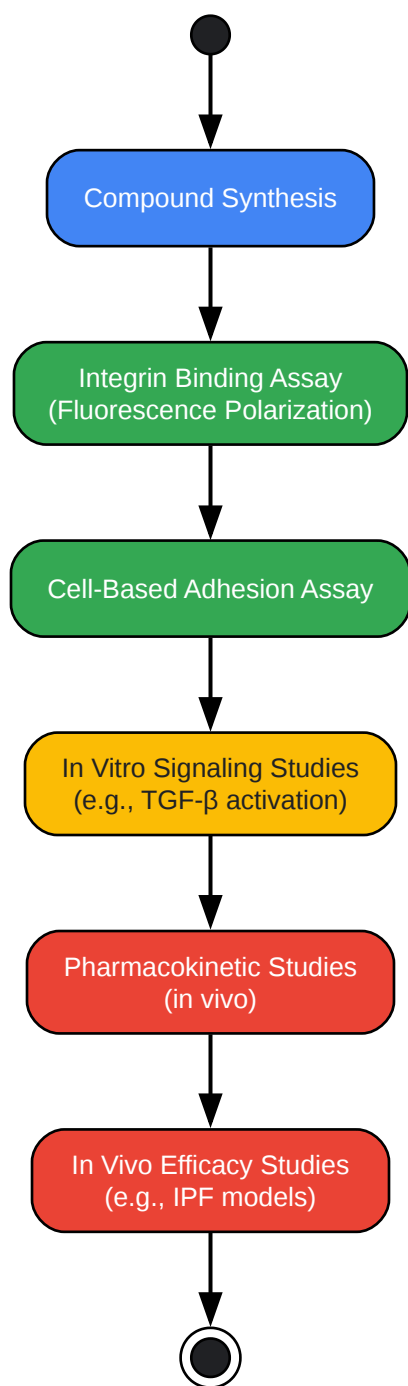 Compound Synthesis
Integrin Binding Assay
(Fluorescence Polarization)
Cell-Based Adhesion Assay
In Vitro Signaling Studies
(e.g., TGF-β activation)
Pharmacokinetic Studies
(in vivo)
In Vivo Efficacy Studies
(e.g., IPF models)